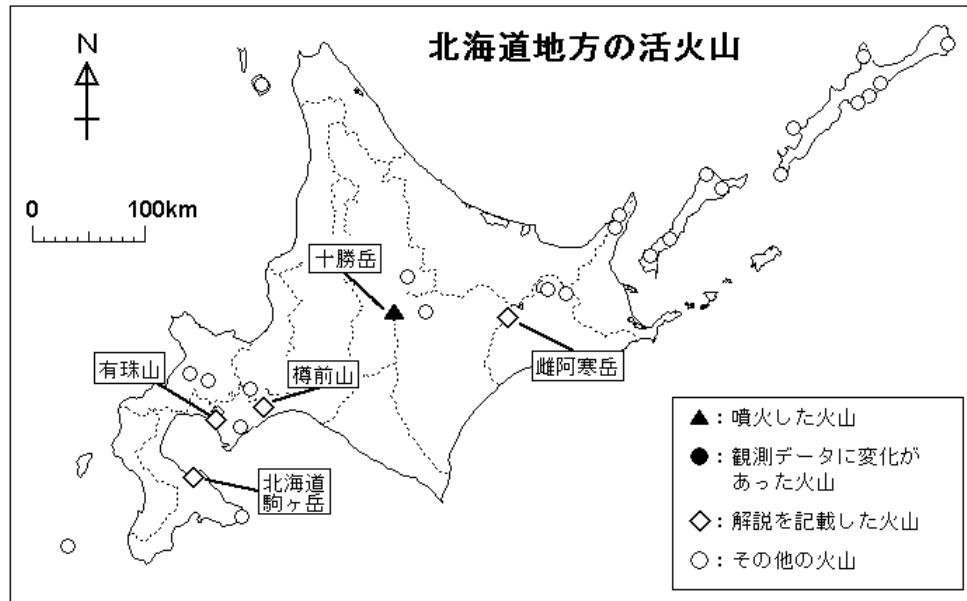 北海道地方の活火山
N
0 100km
十勝岳
有珠山
樽前山
雌阿寒岳
北海道
駒ヶ岳
▲：噴火した火山
●：観測データに変化が
あった火山
◇：解説を記載した火山
○：その他の火山